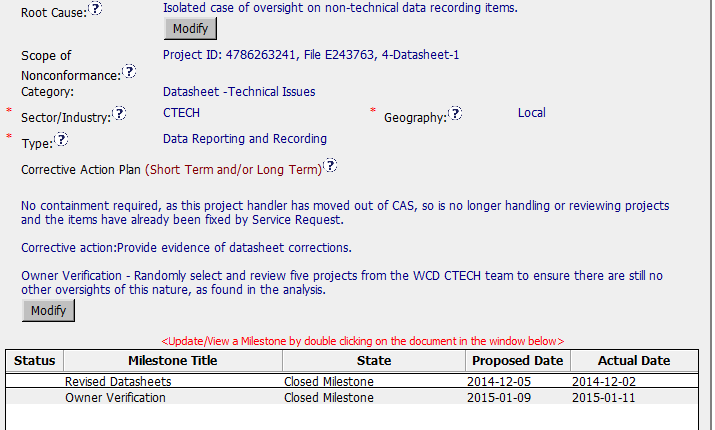 Root Cause:? Isolated case of oversight on non-technical data recording items.
Modify
Scope of Project ID: 4786263241, File E243763, 4-Datasheet-1
Nonconformance:?
Category: Datasheet -Technical Issues
* Sector/Industry:? CTECH * Geography:? Local
* Type:? Data Reporting and Recording
Corrective Action Plan (Short Term and/or Long Term)?
No containment required, as this project handler has moved out of CAS, so is no longer handling or reviewing projects
and the items have already been fixed by Service Request.
Corrective action:Provide evidence of datasheet corrections.
Owner Verification - Randomly select and review five projects from the WCD CTECH team to ensure there are still no
other oversights of this nature, as found in the analysis.
Modify
<Update/View a Milestone by double clicking on the document in the window below>
Status Milestone Title State Proposed Date Actual Date
Revised Datasheets Closed Milestone 2014-12-05 2014-12-02
Owner Verification Closed Milestone 2015-01-09 2015-01-11